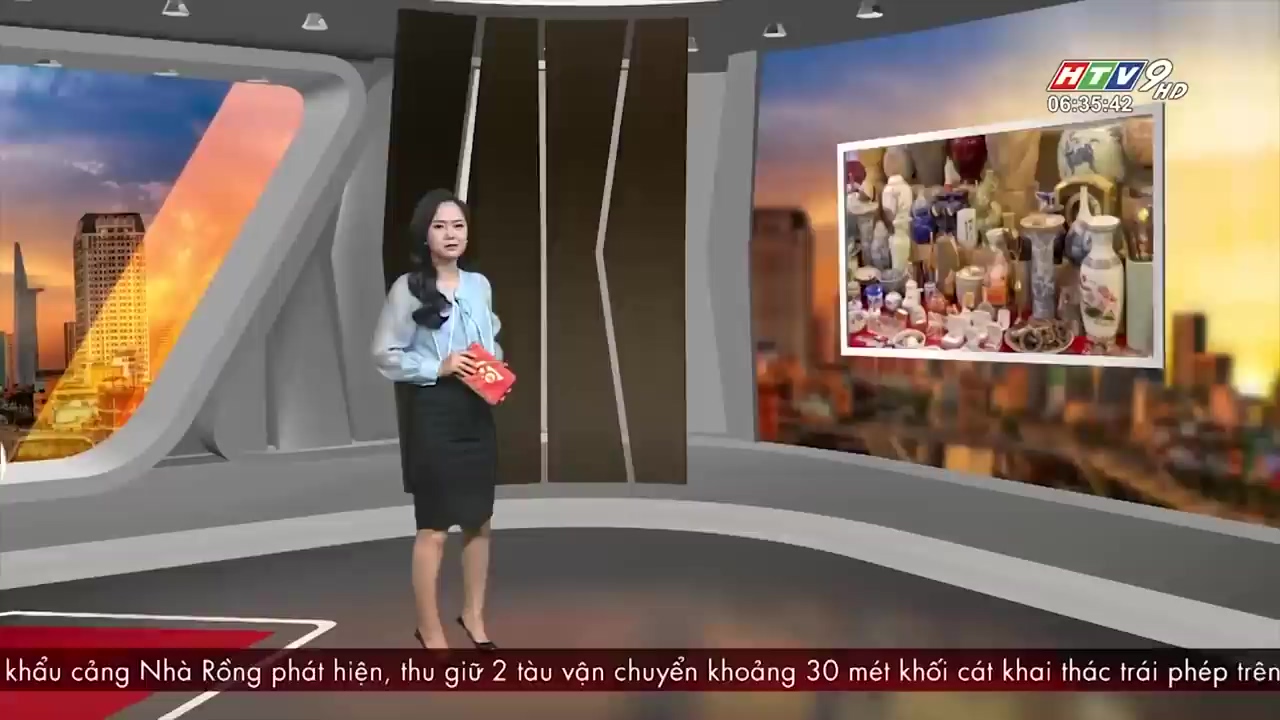 HTV9
HD
06:35:42
khẩu cảng Nhà Rồng phát hiện, thu giữ 2 tàu vận chuyển khoảng 30 mét khối cát khai thác trái phép trên